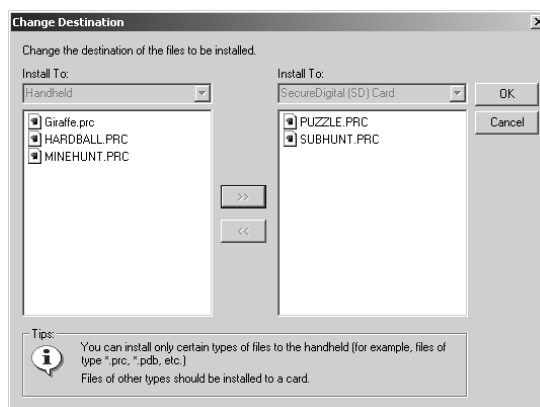 Change Destination
Change the destination of the files to be installed.
Install To:
Handheld
Giraffe.prc
HARDBALL.PRC
MINEHUNT.PRC
>>
<<
Install To:
SecureDigital (SD) Card
PUZZLE.PRC
SUBHUNT.PRC
OK
Cancel
Tips:
You can install only certain types of files to the handheld (for example, files of
type *.prc, *.pdb, etc.)
Files of other types should be installed to a card.